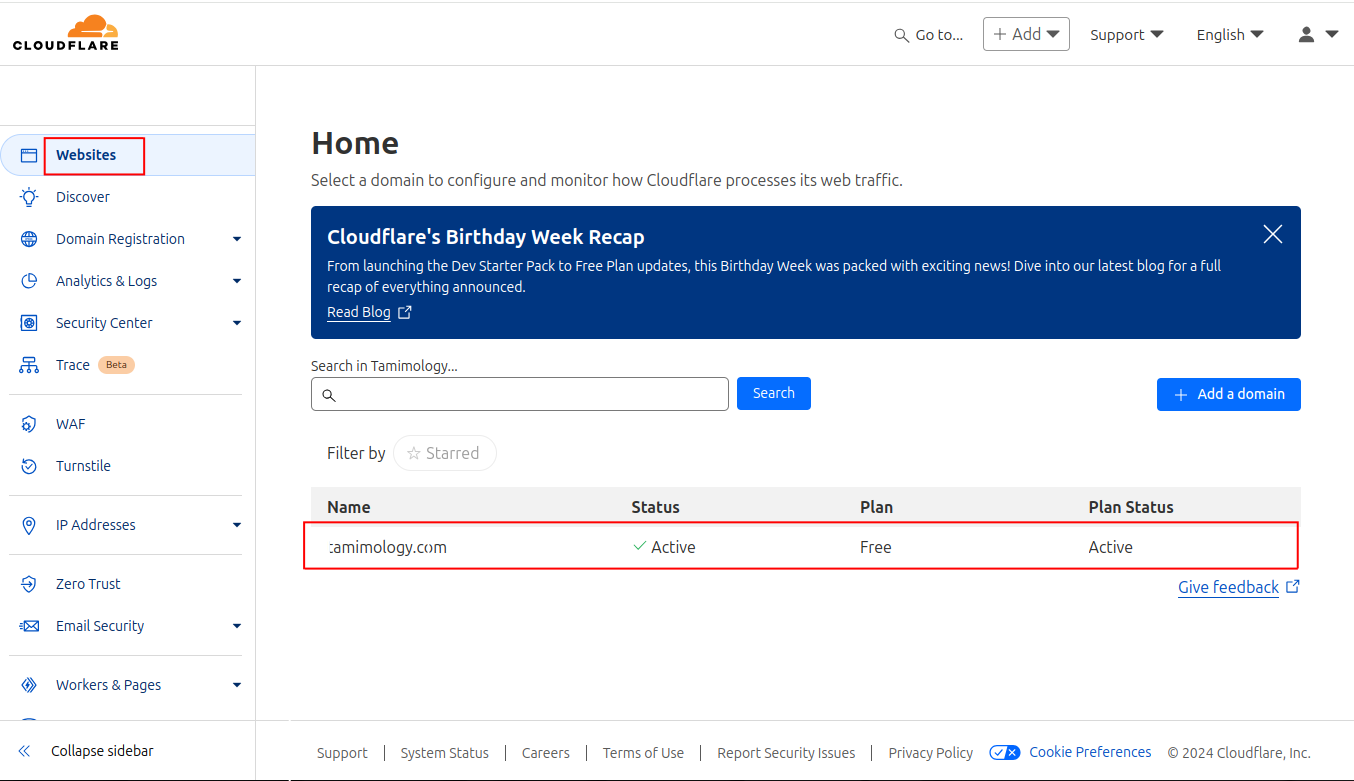 CLOUDFLARE
Go to...
Add
Support
English
Websites
Discover
Domain Registration
Analytics & Logs
Security Center
Trace Beta
WAF
Turnstile
IP Addresses
Zero Trust
Email Security
Workers & Pages
Collapse sidebar
Home
Select a domain to configure and monitor how Cloudflare processes its web traffic.
Cloudflare's Birthday Week Recap
From launching the Dev Starter Pack to Free Plan updates, this Birthday Week was packed with exciting news! Dive into our latest blog for a full
recap of everything announced.
Read Blog
Search in Tamimology...
Search
Add a domain
Filter by Starred
Name Status Plan Plan Status
tamimology.com Active Free Active
Give feedback
Support System Status Careers Terms of Use Report Security Issues Privacy Policy Cookie Preferences © 2024 Cloudflare, Inc.